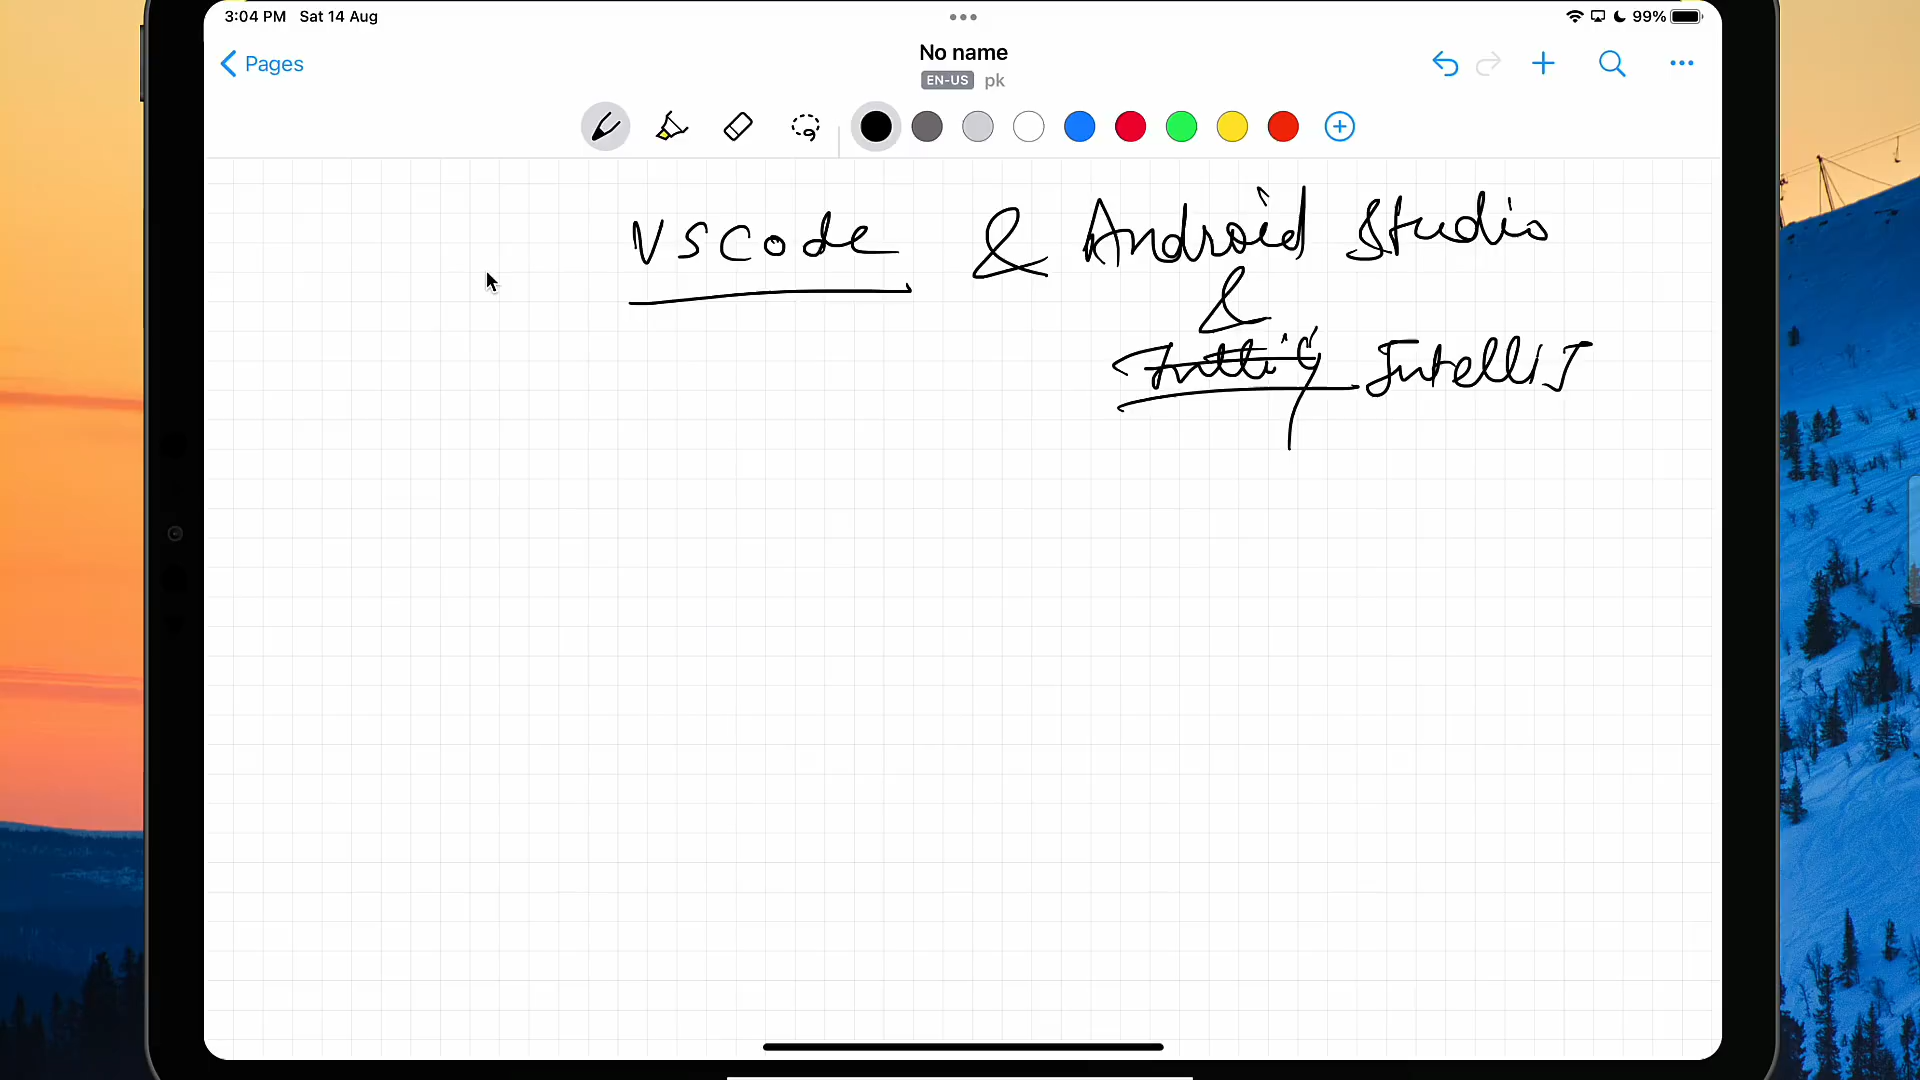 3:04 PM Sat 14 Aug
99%
Pages
No name
EN-US pk
VSCode & Android Studio
&
IntelliJ